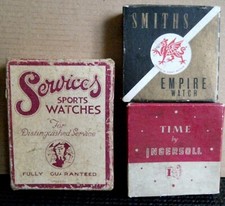 Services
SPORTS
WATCHES
For
Distinguished Service
FULLY GUARANTEED
SMITHS
EMPIRE
WATCH
TIME
by
INGERSOLL